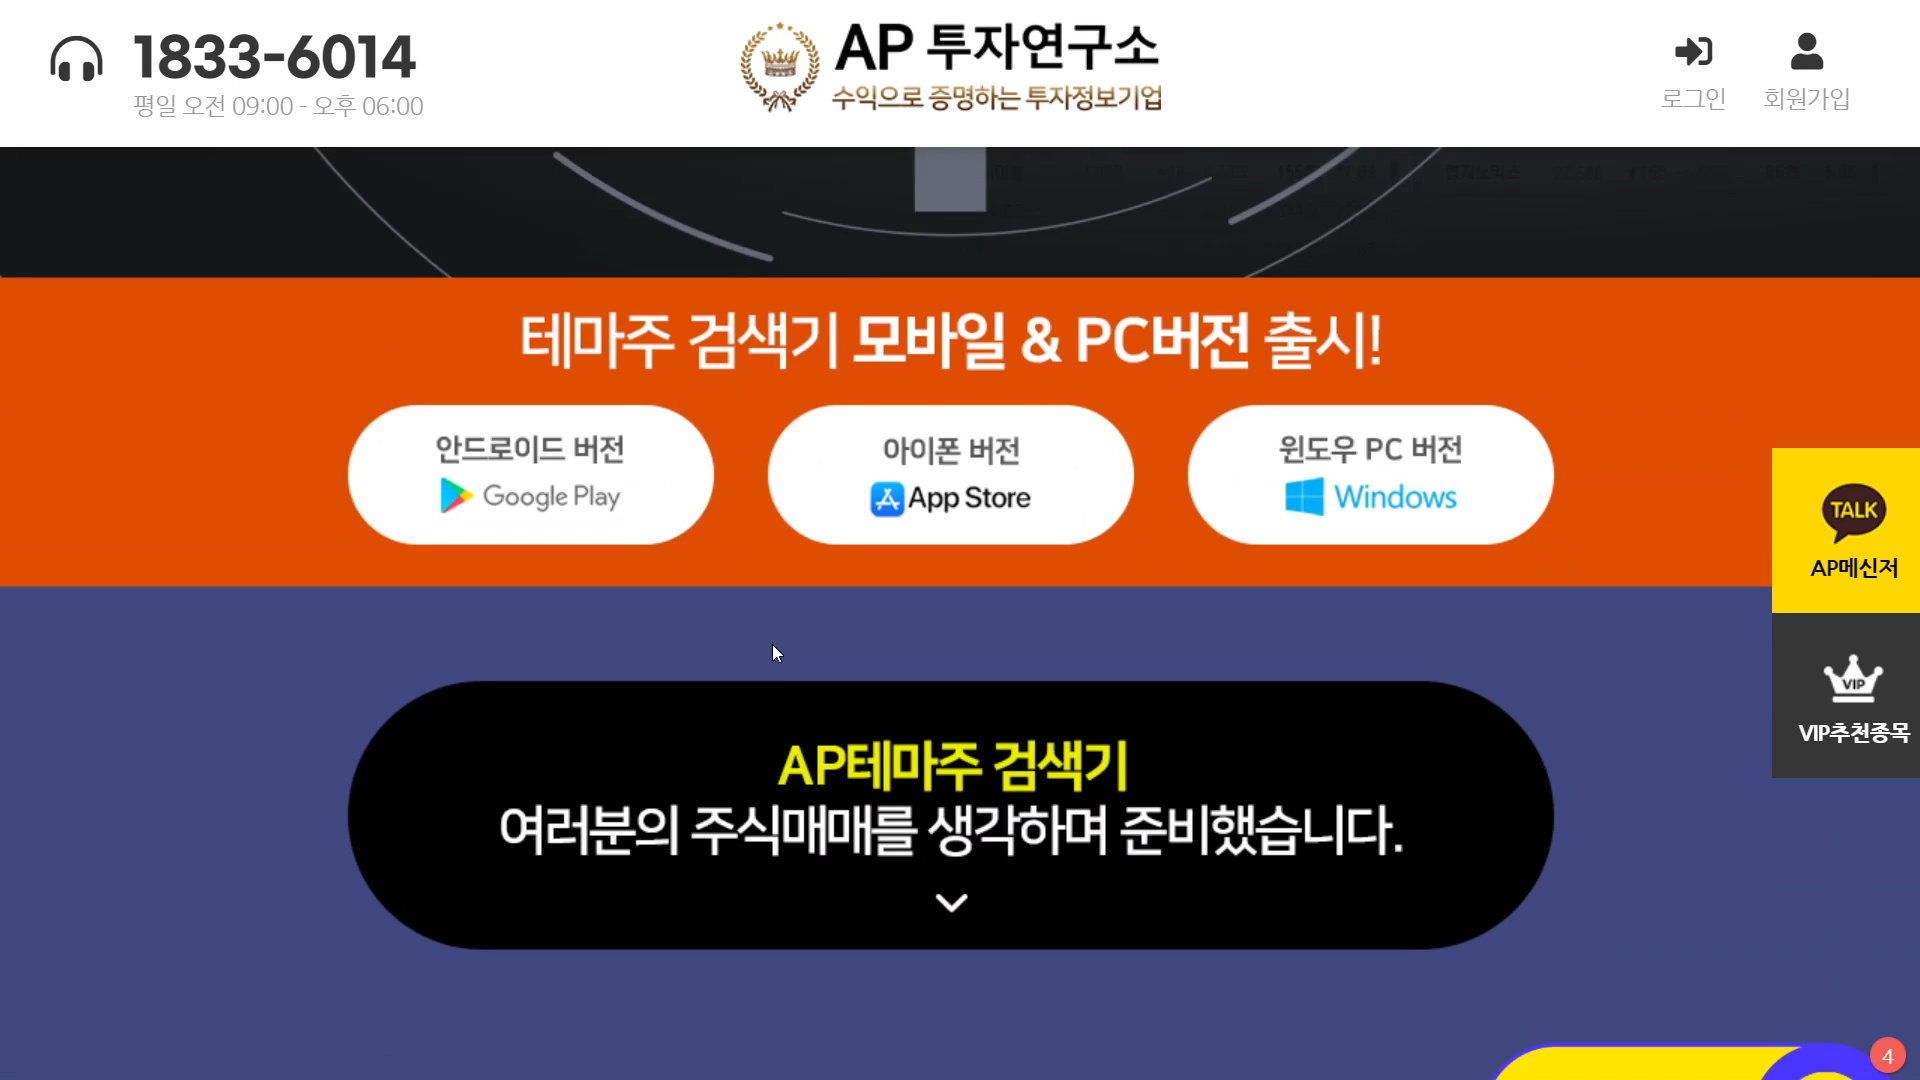 1833-6014
평일 오전 09:00 - 오후 06:00
AP 투자연구소
수익으로 증명하는 투자정보기업
로그인
회원가입
테마주 검색기 모바일 & PC버전 출시!
안드로이드 버전
Google Play
아이폰 버전
App Store
윈도우 PC 버전
Windows
TALK
AP메신저
VIP
VIP추천종목
AP테마주 검색기
여러분의 주식매매를 생각하며 준비했습니다.
4